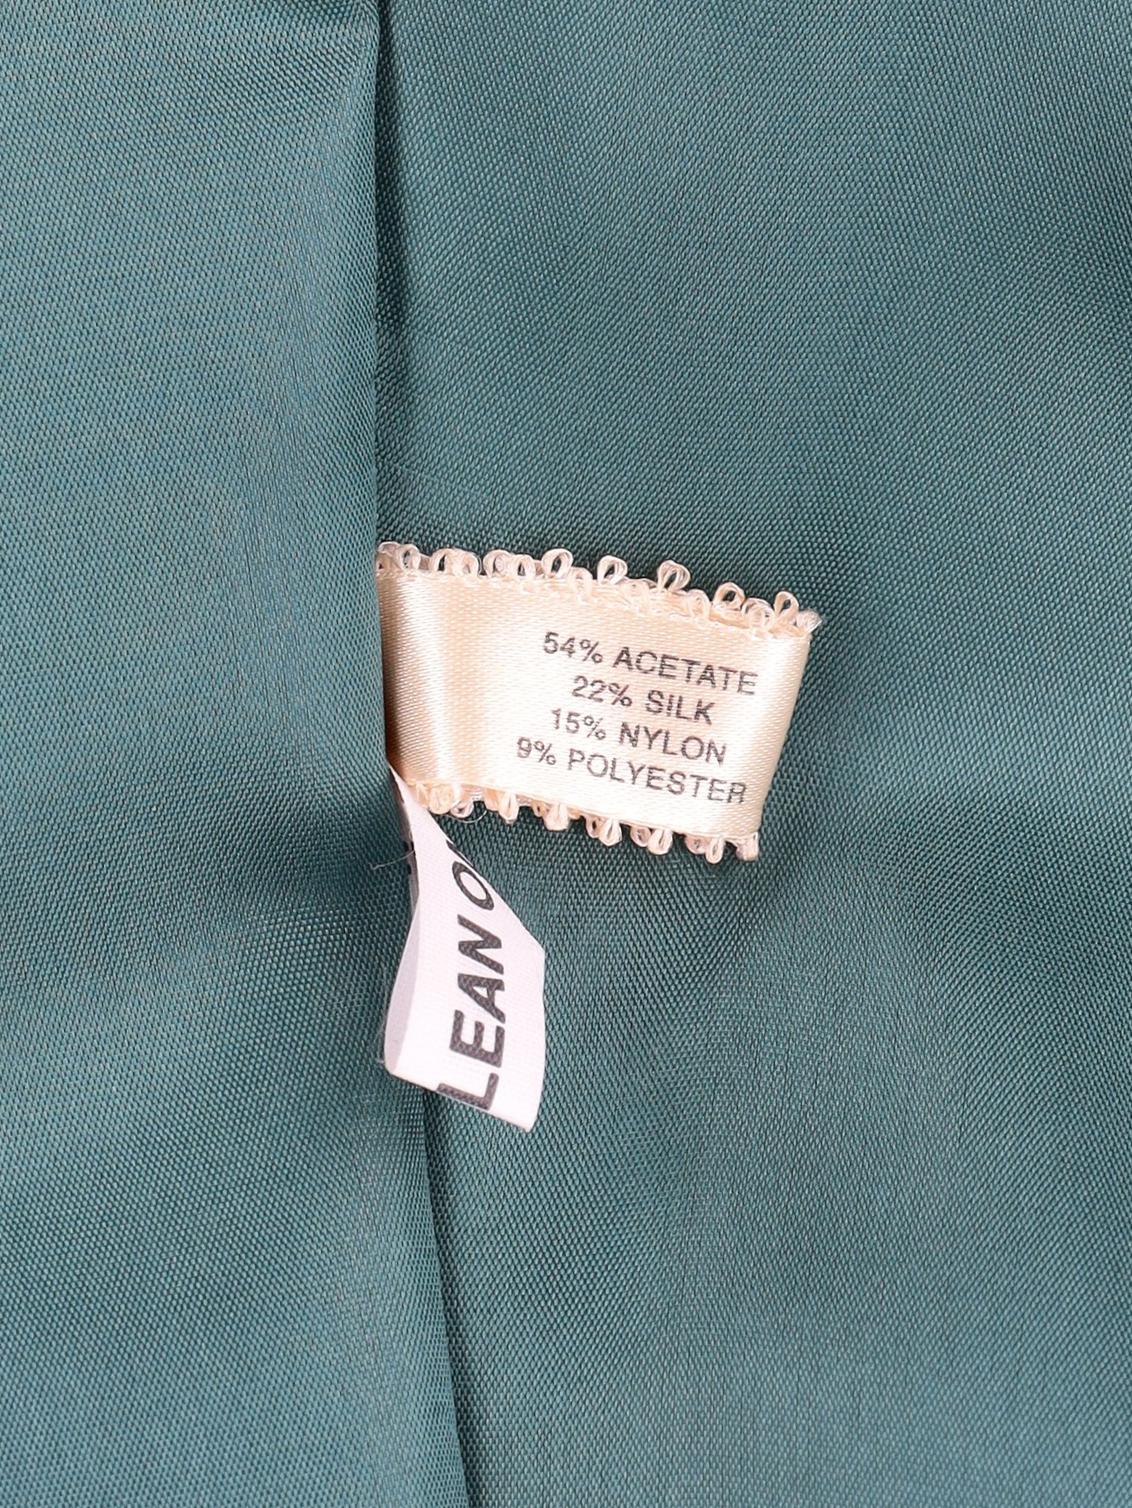 54% ACETATE
22% SILK
15% NYLON
9% POLYESTER
LEAN O